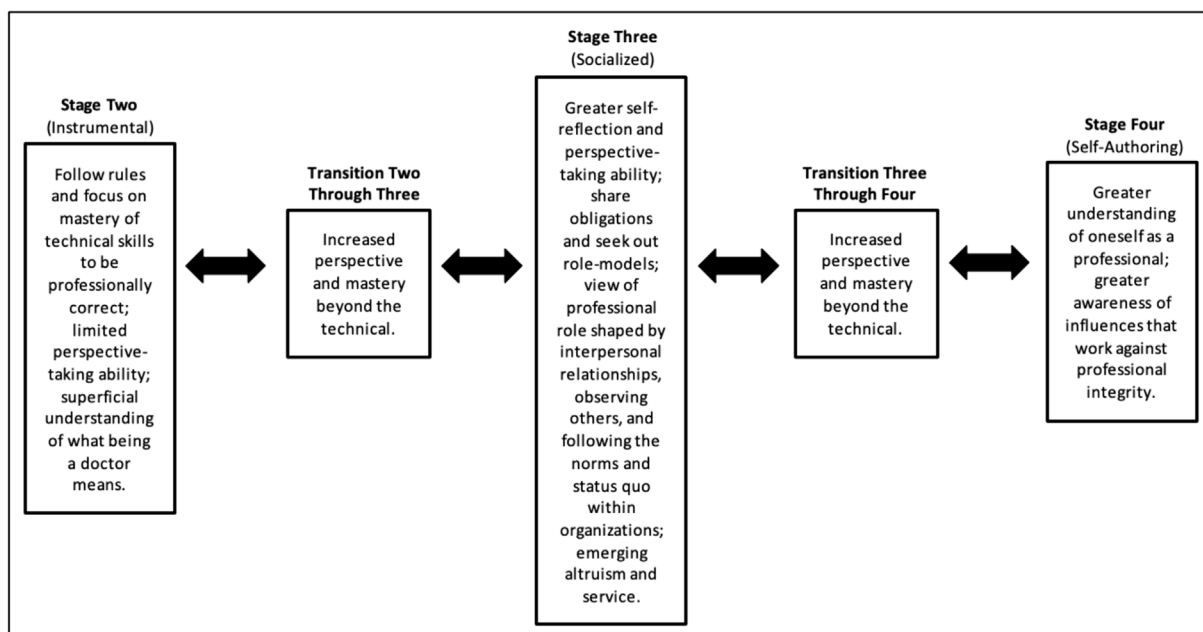 Stage Two
(Instrumental)
Follow rules
and focus on
mastery of
technical skills
to be
professionally
correct;
limited
perspective-
taking ability;
superficial
understanding
of what being
a doctor
means.
Transition Two
Through Three
Increased
perspective
and mastery
beyond the
technical.
Stage Three
(Socialized)
Greater self-
reflection and
perspective-
taking ability;
share
obligations
and seek out
role-models;
view of
professional
role shaped by
interpersonal
relationships,
observing
others, and
following the
norms and
status quo
within
organizations;
emerging
altruism and
service.
Transition Three
Through Four
Increased
perspective
and mastery
beyond the
technical.
Stage Four
(Self-Authoring)
Greater
understanding
of oneself as a
professional;
greater
awareness of
influences that
work against
professional
integrity.